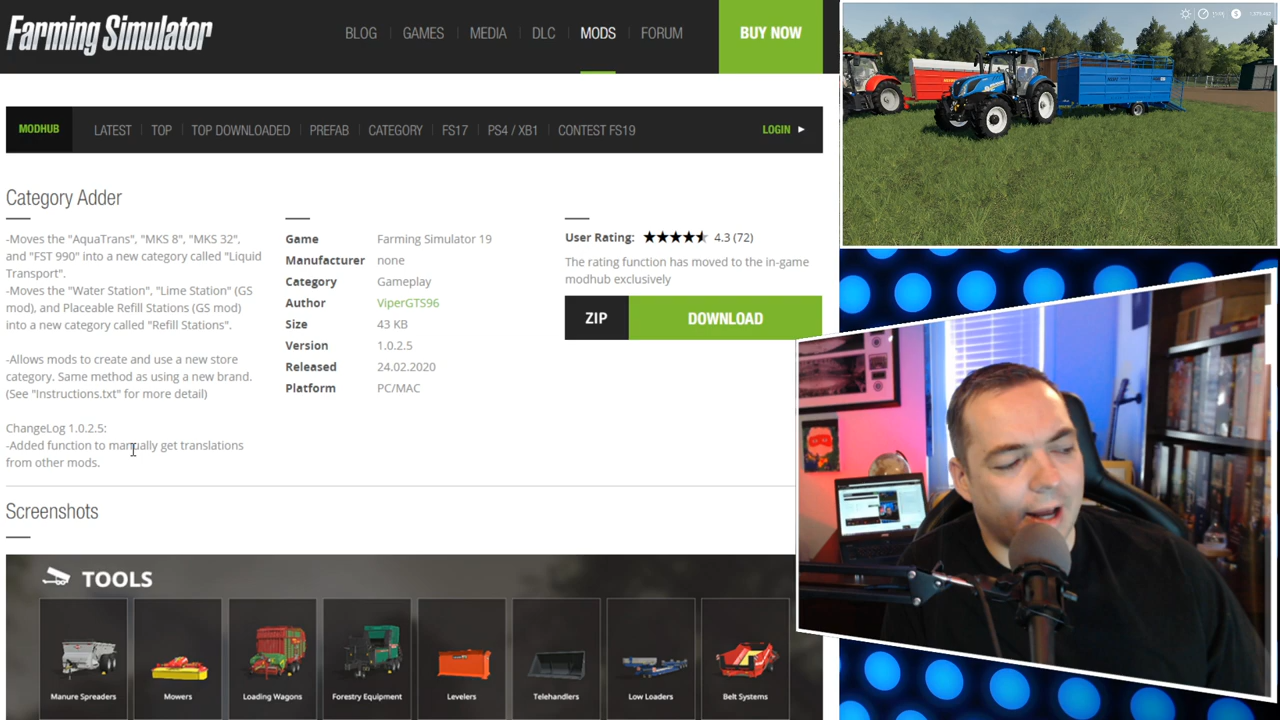 Farming Simulator
BLOG GAMES MEDIA DLC MODS FORUM BUY NOW
MODHUB LATEST TOP TOP DOWNLOADED PREFAB CATEGORY FS17 PS4 / XB1 CONTEST FS19 LOGIN
Category Adder
-Moves the "AquaTrans", "MKS 8", "MKS 32",
and "FST 990" into a new category called "Liquid
Transport".
-Moves the "Water Station", "Lime Station" (GS
mod), and Placeable Refill Stations (GS mod)
into a new category called "Refill Stations".
-Allows mods to create and use a new store
category. Same method as using a new brand.
(See "Instructions.txt" for more detail)
ChangeLog 1.0.2.5:
-Added function to manually get translations
from other mods.
Game Farming Simulator 19
Manufacturer none
Category Gameplay
Author ViperGTS96
Size 43 KB
Version 1.0.2.5
Released 24.02.2020
Platform PC/MAC
User Rating: 4.3 (72)
The rating function has moved to the in-game
modhub exclusively
ZIP DOWNLOAD
Screenshots
TOOLS
Manure Spreaders Mowers Loading Wagons Forestry Equipment Levelers Telehandlers Low Loaders Belt Systems